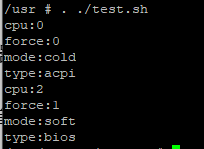 /usr # . ./test.sh
cpu:0
force:0
mode:cold
type:acpi
cpu:2
force:1
mode:soft
type:bios